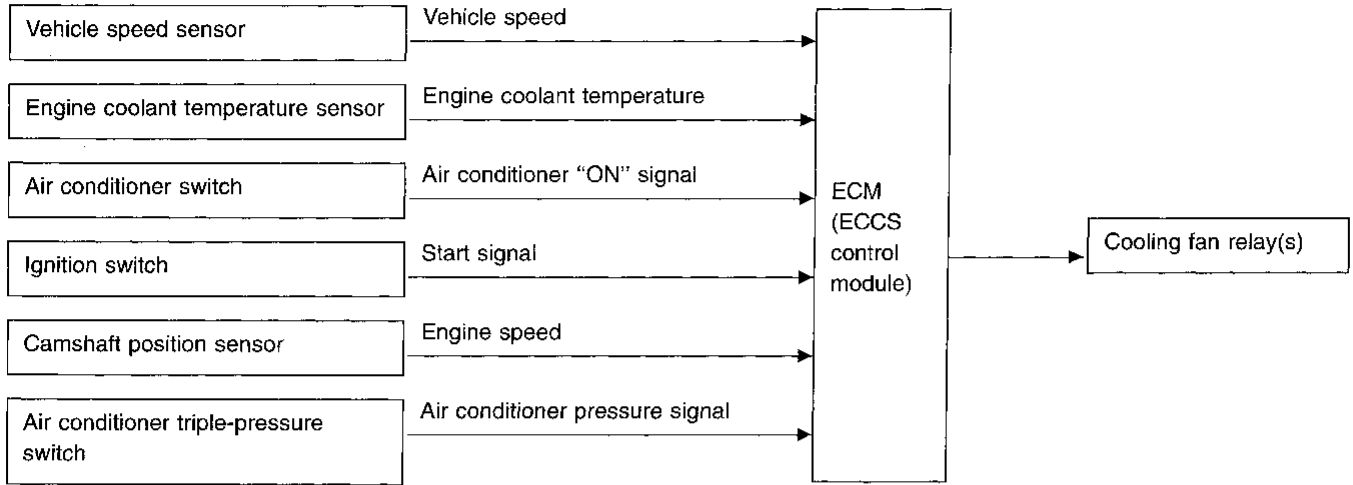 Vehicle speed sensor
Vehicle speed
Engine coolant temperature sensor
Engine coolant temperature
Air conditioner switch
Air conditioner “ON” signal
Ignition switch
Start signal
Camshaft position sensor
Engine speed
Air conditioner triple-pressure
switch
Air conditioner pressure signal
ECM
(ECCS
control
module)
Cooling fan relay(s)